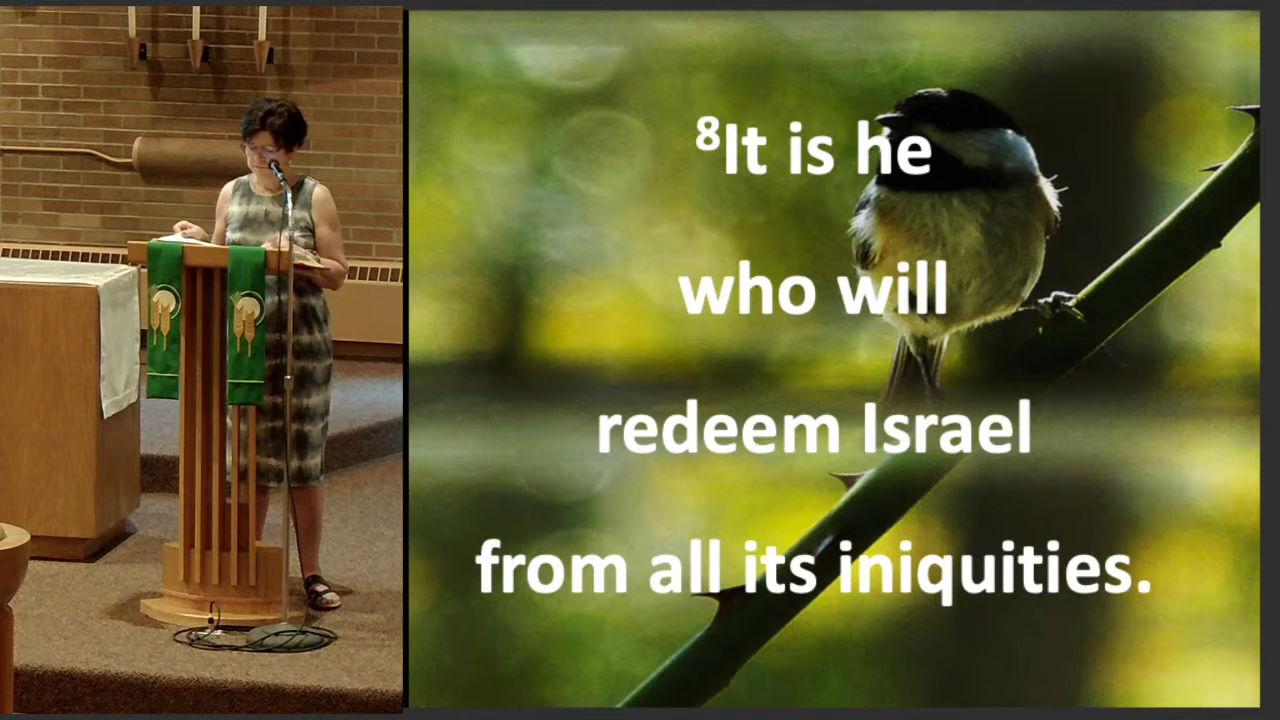 ⁸It is he
who will
redeem Israel
from all its iniquities.